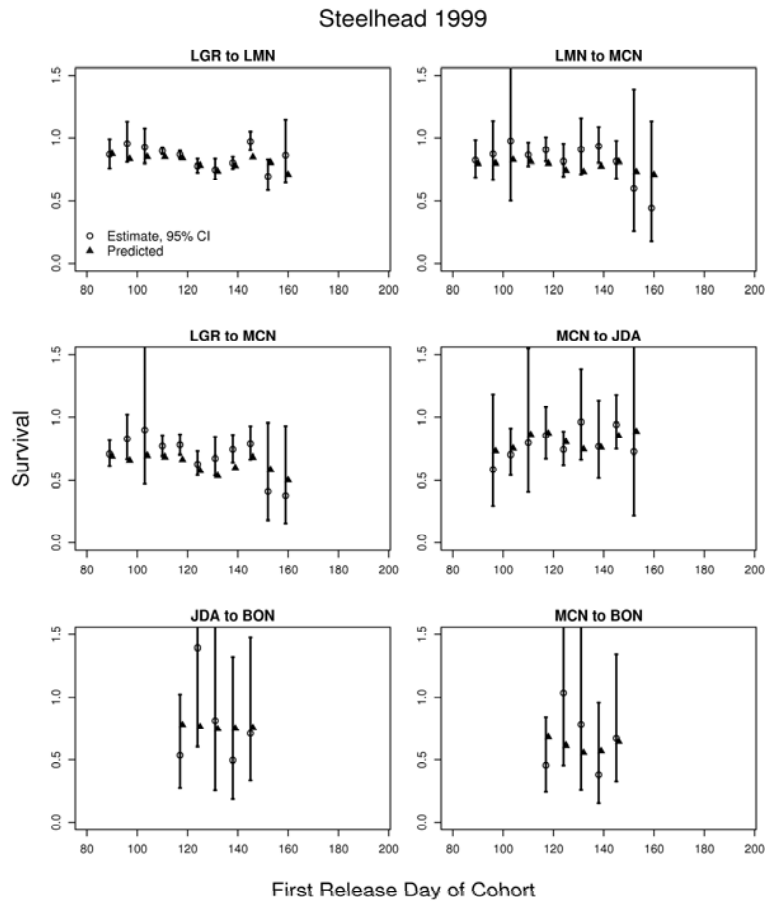 Steelhead 1999
LGR to LMN
1.5
1.0
0.5
0.0
Estimate, 95% CI
Predicted
80 100 120 140 160 180 200
LMN to MCN
1.5
1.0
0.5
0.0
80 100 120 140 160 180 200
LGR to MCN
1.5
1.0
0.5
0.0
80 100 120 140 160 180 200
MCN to JDA
1.5
1.0
0.5
0.0
80 100 120 140 160 180 200
Survival
JDA to BON
1.5
1.0
0.5
0.0
80 100 120 140 160 180 200
MCN to BON
1.5
1.0
0.5
0.0
80 100 120 140 160 180 200
First Release Day of Cohort